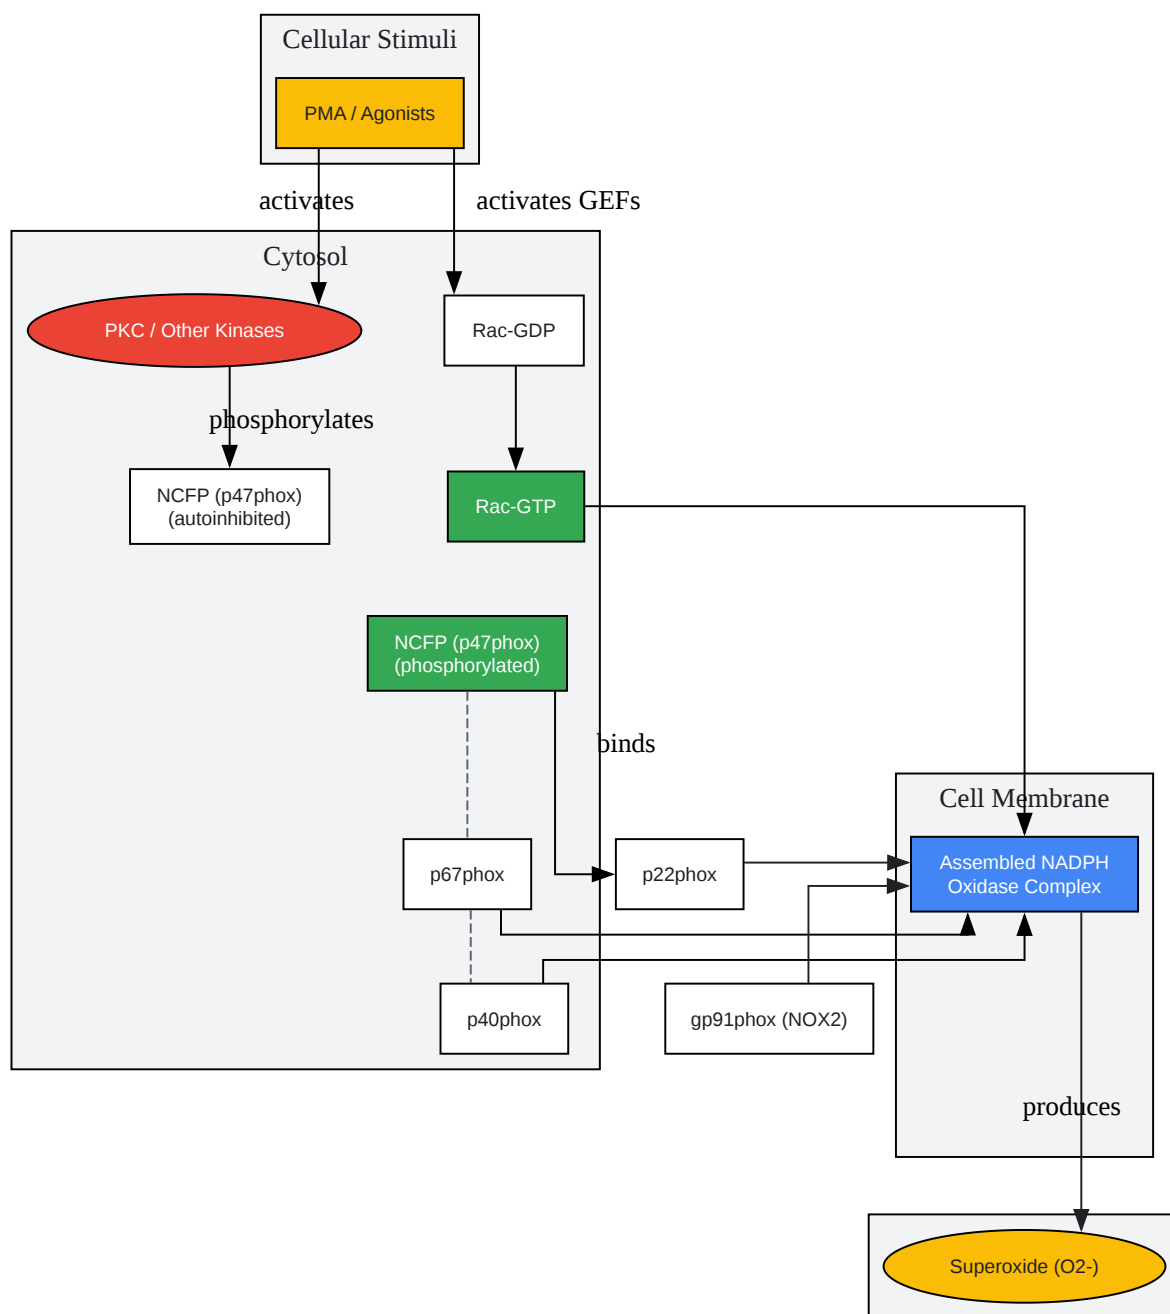 Cellular Stimuli
PMA / Agonists
activates
activates GEFs
Cytosol
PKC / Other Kinases
Rac-GDP
phosphorylates
NCFP (p47phox)
(autoinhibited)
Rac-GTP
NCFP (p47phox)
(phosphorylated)
binds
Cell Membrane
p67phox
p22phox
Assembled NADPH
Oxidase Complex
p40phox
gp91phox (NOX2)
produces
Superoxide (O2-)